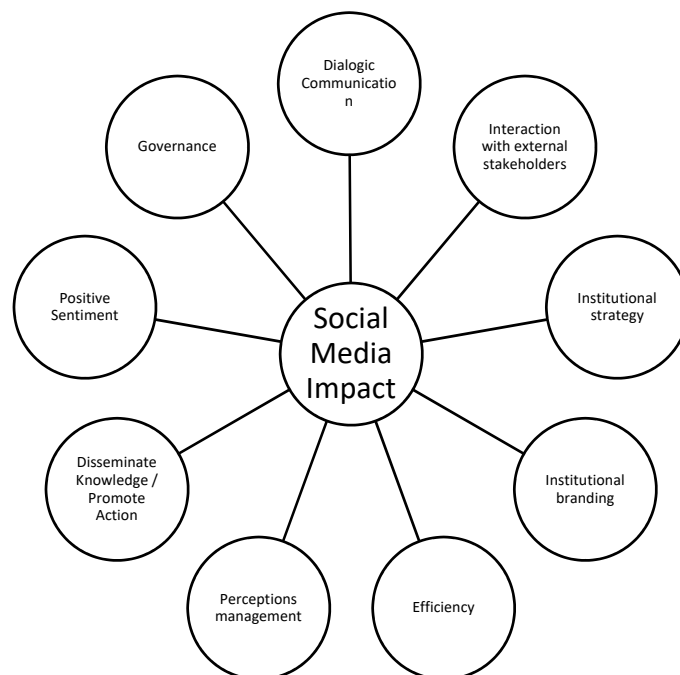 Dialogic
Communicatio
n
Interaction
with external
stakeholders
Institutional
strategy
Institutional
branding
Efficiency
Perceptions
management
Disseminate
Knowledge /
Promote
Action
Positive
Sentiment
Governance
Social
Media
Impact